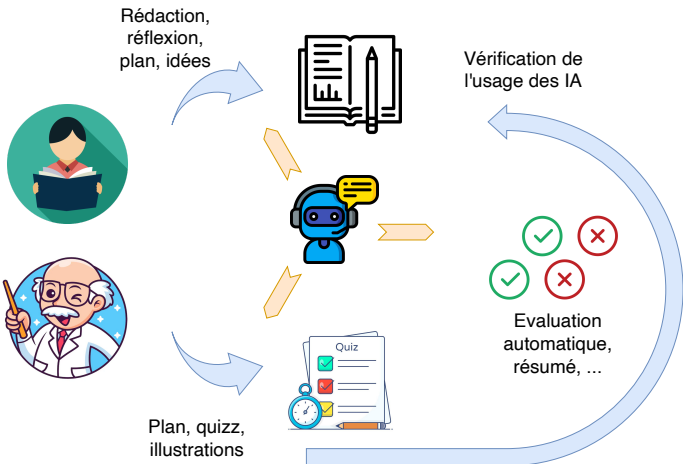 Rédaction,
réflexion,
plan, idées
Vérification de
l'usage des IA
Evaluation
automatique,
résumé, ...
Quiz
Plan, quizz,
illustrations